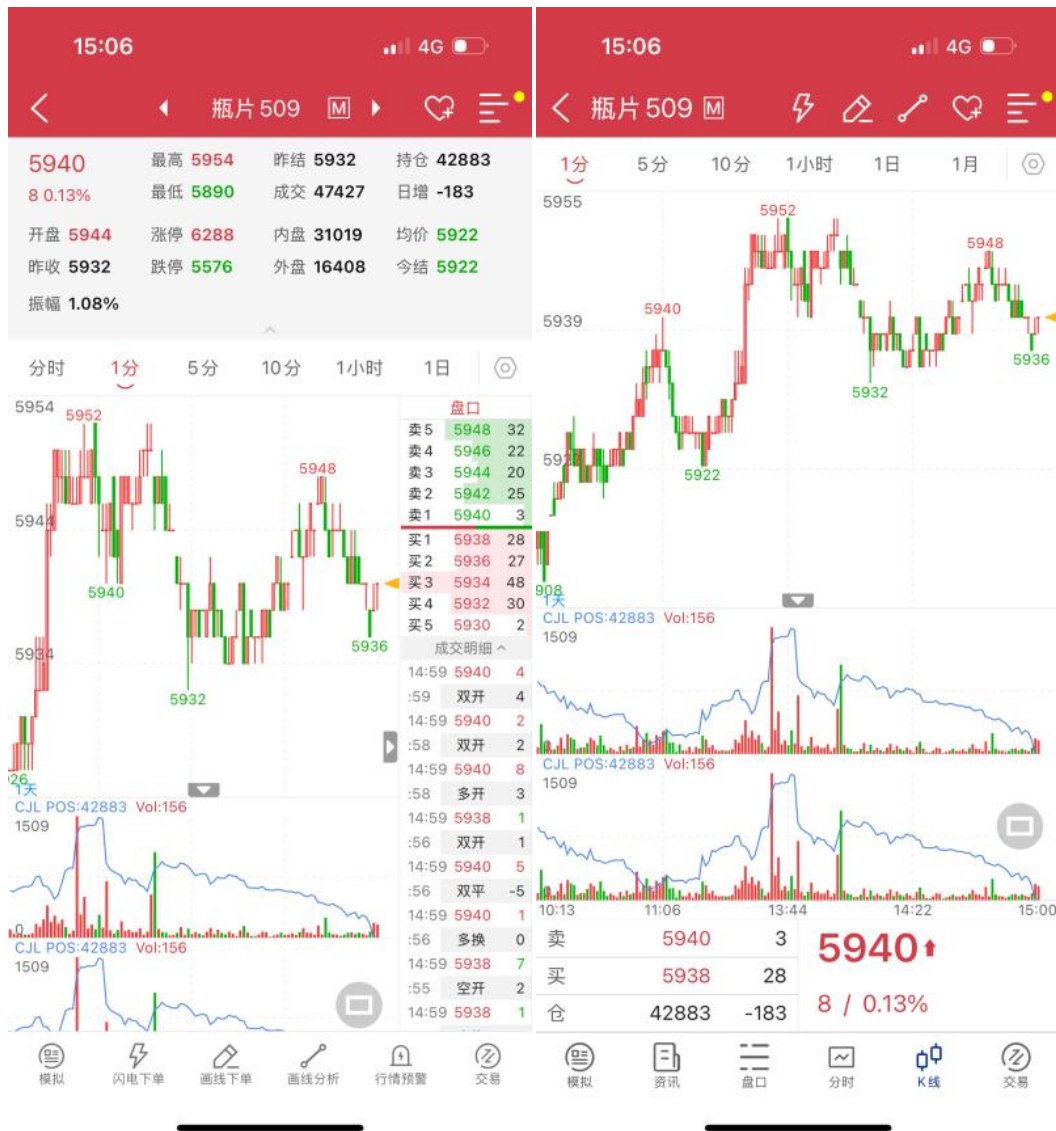 15:06
4G
瓶片509 M
5940
最高 5954
昨结 5932
持仓 42883
8 0.13%
最低 5890
成交 47427
日增 -183
开盘 5944
涨停 6288
内盘 31019
均价 5922
昨收 5932
跌停 5576
外盘 16408
今结 5922
振幅 1.08%
分时 1分 5分 10分 1小时 1日
5954
5952
5948
5944
5940
5936
5934
5932
26
1天
盘口
卖5 5948 32
卖4 5946 22
卖3 5944 20
卖2 5942 25
卖1 5940 3
买1 5938 28
买2 5936 27
买3 5934 48
买4 5932 30
买5 5930 2
成交明细
14:59 5940 4
:59 双开 4
14:59 5940 2
:58 双开 2
14:59 5940 8
:58 多开 3
14:59 5938 1
:56 双开 1
14:59 5940 5
:56 双平 -5
14:59 5940 1
:56 多换 0
14:59 5938 7
:55 空开 2
14:59 5938 1
CJL POS:42883 Vol:156
1509
0
CJL POS:42883 Vol:156
1509
模拟 闪电下单 画线下单 画线分析 行情预警 交易
15:06
4G
瓶片509 M
1分 5分 10分 1小时 1日 1月
5955
5952
5948
5940
5939
5936
5932
5922
908
1天
CJL POS:42883 Vol:156
1509
0
CJL POS:42883 Vol:156
1509
0
10:13 11:06 13:44 14:22 15:00
卖 5940 3
买 5938 28
仓 42883 -183
5940
8 / 0.13%
模拟 资讯 盘口 分时 K线 交易